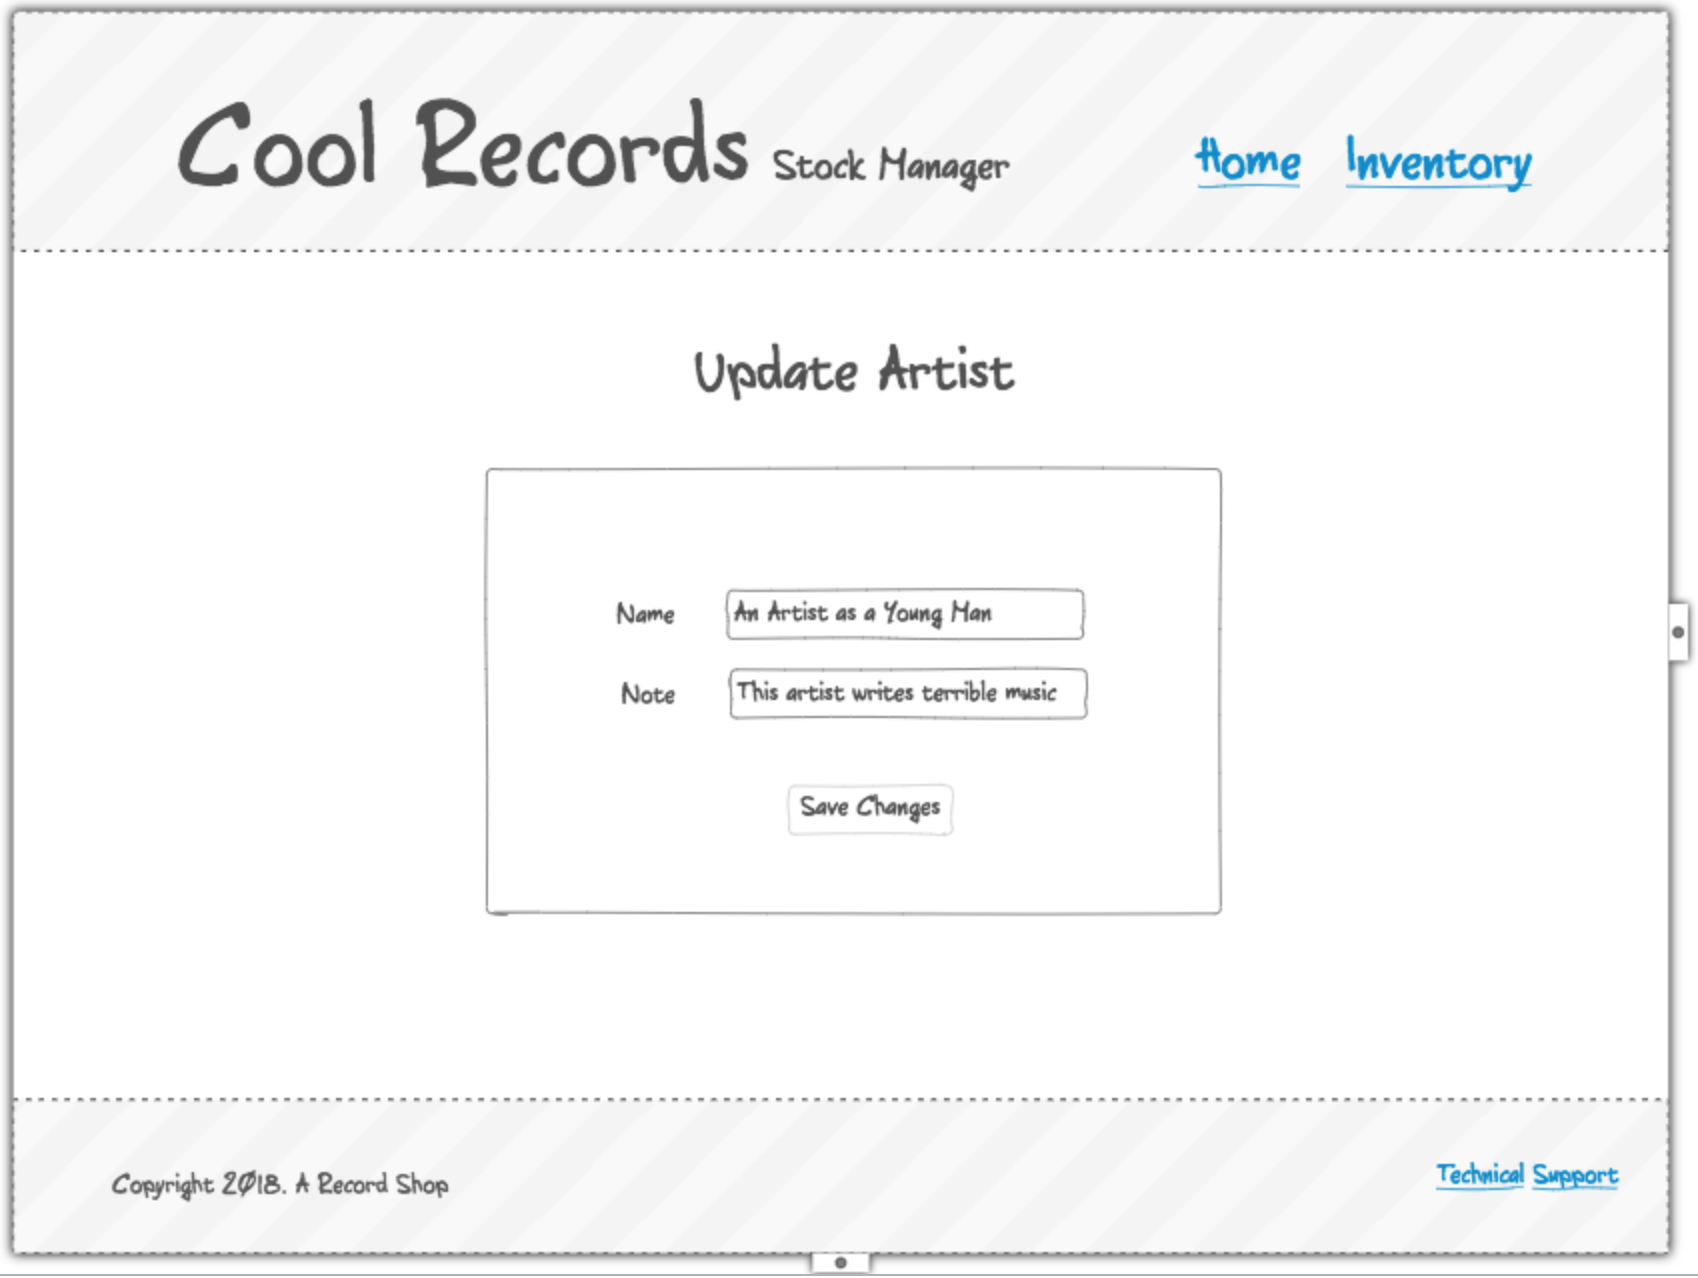 Cool Records Stock Manager
Home Inventory
Update Artist
Name An Artist as a Young Man
Note This artist writes terrible music
Save Changes
Copyright 2018. A Record Shop
Technical Support